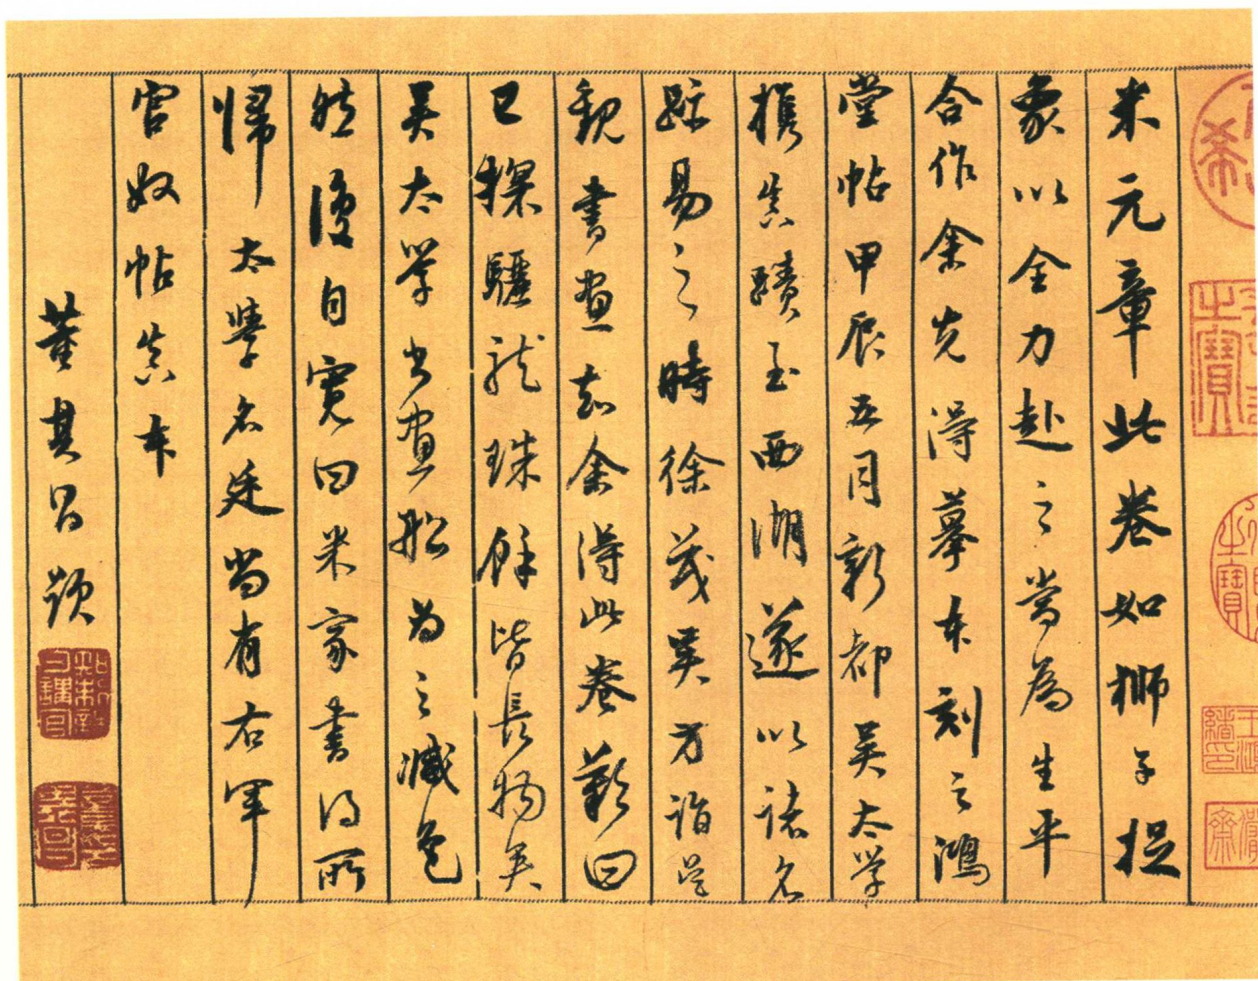 米元章此卷如獅子捉
象以全力赴之當為生平
合作余先得摹本刻之鴻
堂帖甲辰五月新都吳太學
攜真蹟至西湖遂以諸名
跡易之時徐茂吳方詣吳
觀書畫知余得此卷歎曰
已探驪龍珠餘皆長物矣
吳太學書畫船為之減色
然後自寬曰米家書得所
歸太學名廷尚有右軍
官奴帖真本
董其昌題